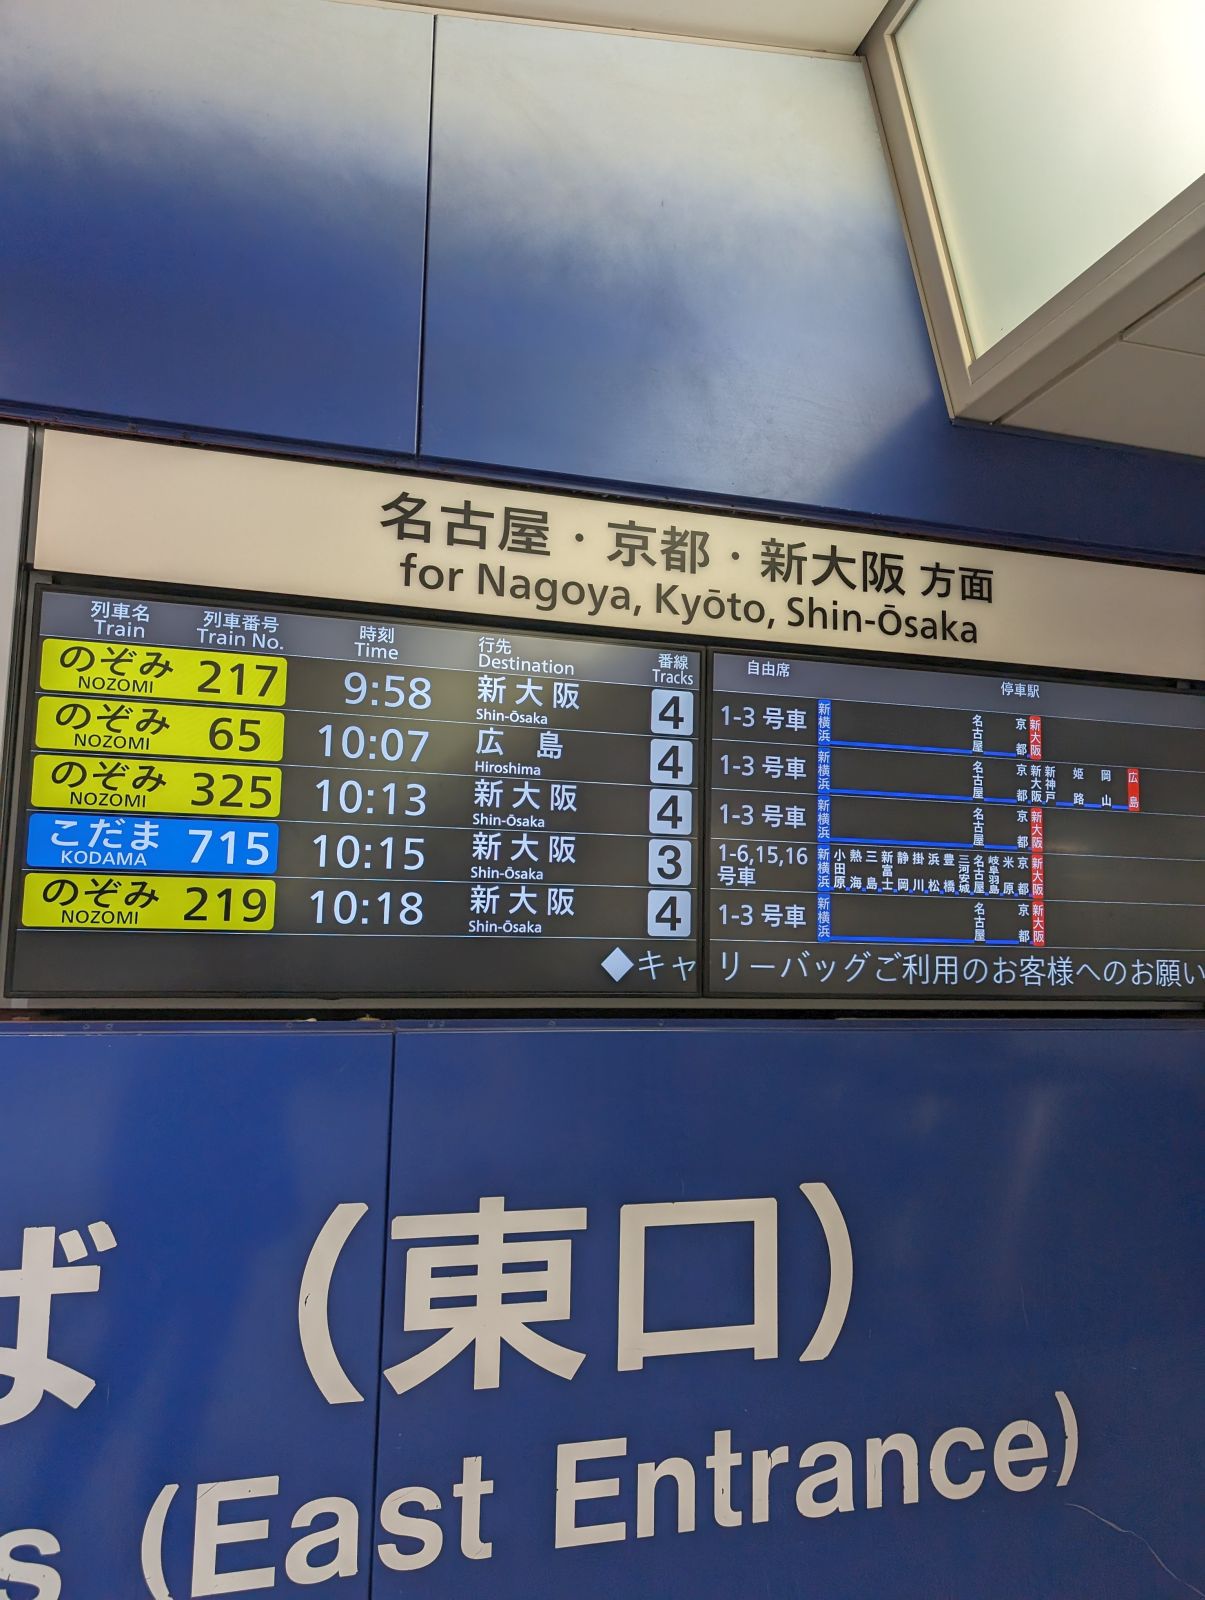 名古屋・京都・新大阪 方面
for Nagoya, Kyōto, Shin-Ōsaka
列車名 列車番号 時刻 行先 番線 自由席 停車駅
Train Train No. Time Destination Tracks
のぞみ 217 9:58 新大阪 4 1-3 号車 新横浜 名古屋 京都 新大阪
NOZOMI Shin-Ōsaka
のぞみ 65 10:07 広島 4 1-3 号車 新横浜 名古屋 京都 新大阪 新神戸 姫路 岡山 広島
NOZOMI Hiroshima
のぞみ 325 10:13 新大阪 4 1-3 号車 新横浜 名古屋 京都 新大阪
NOZOMI Shin-Ōsaka
こだま 715 10:15 新大阪 3 1-6,15,16 号車 新横浜 小田原 熱海 三島 新富士 静岡 掛川 浜松 豊橋 三河安城 名古屋 岐阜羽島 米原 京都 新大阪
KODAMA Shin-Ōsaka
のぞみ 219 10:18 新大阪 4 1-3 号車 新横浜 名古屋 京都 新大阪
NOZOMI Shin-Ōsaka
◆キャリーバッグご利用のお客様へのお願い
ば (東口)
s (East Entrance)